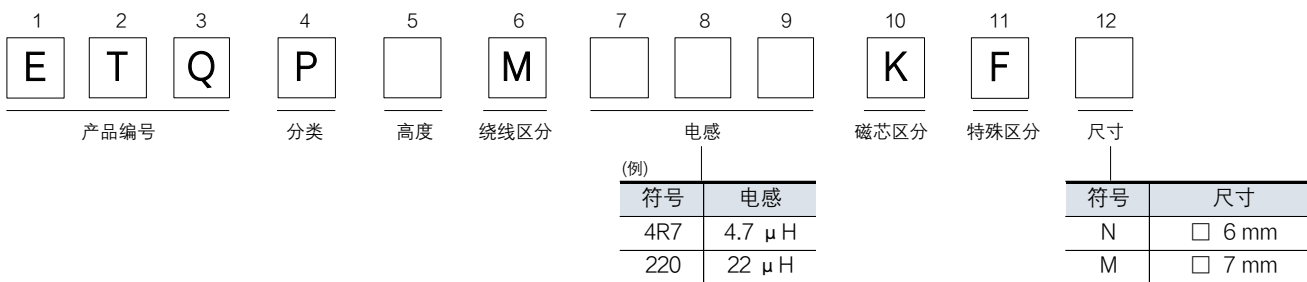 1 2 3 4 5 6 7 8 9 10 11 12
E T Q P M K F
产品编号 分类 高度 绕线区分 电感 磁芯区分 特殊区分 尺寸
(例)
符号 电感 符号 尺寸
4R7 4.7 μH N □ 6 mm
220 22 μH M □ 7 mm